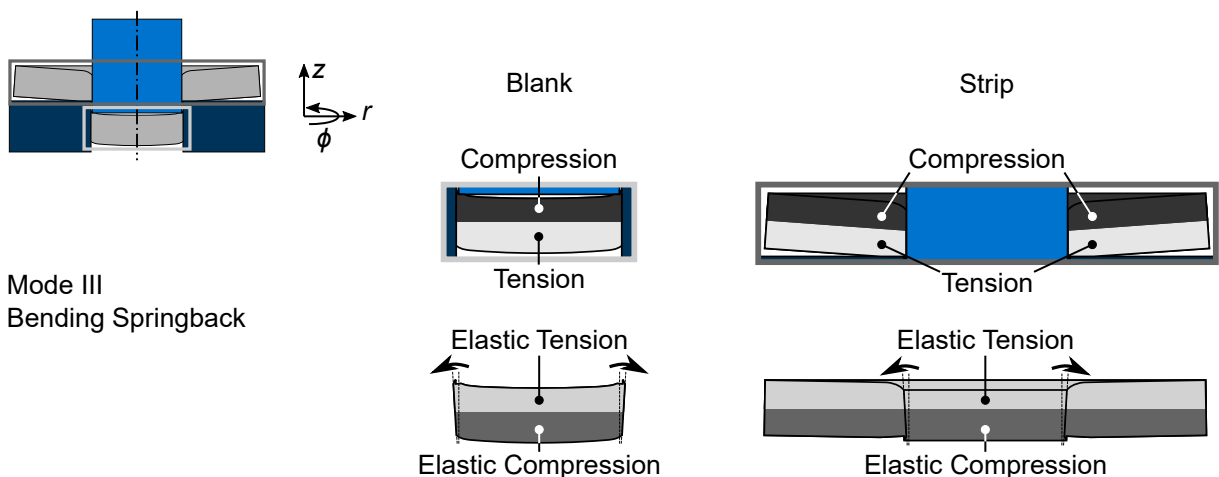 z
r
ϕ
Mode III
Bending Springback
Blank
Compression
Tension
Elastic Tension
Elastic Compression
Strip
Compression
Tension
Elastic Tension
Elastic Compression